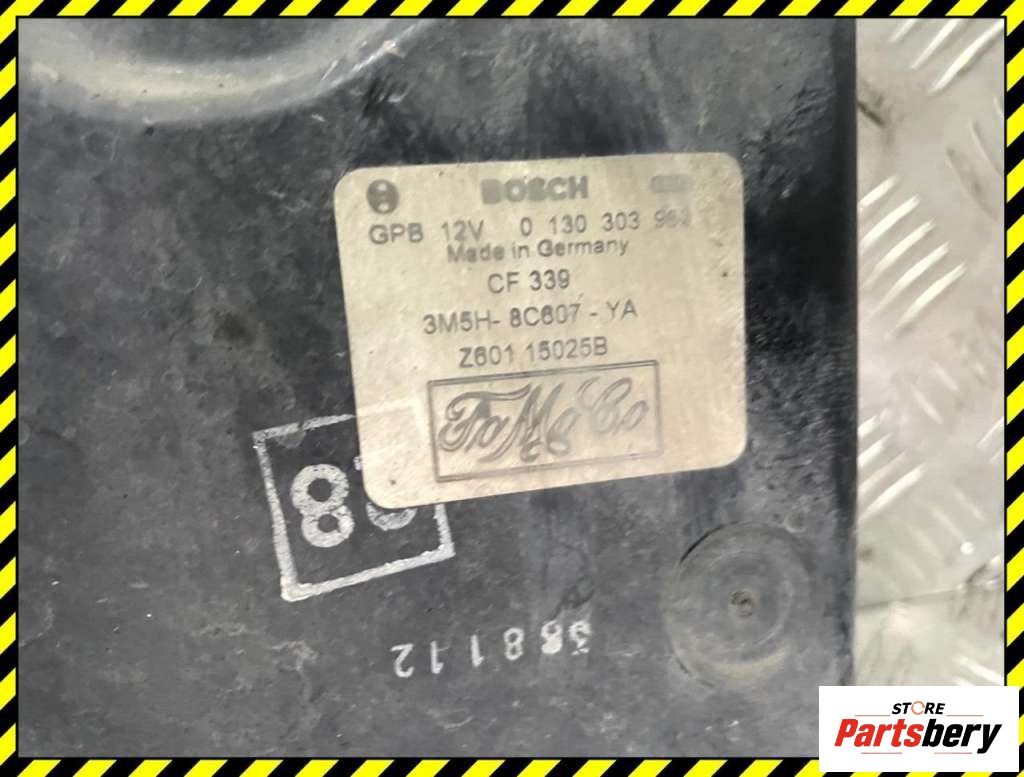 BOSCH
GPB 12V 0 130 303
Made in Germany
CF 339
3M5H-8C607-YA
Z601 15025B
FoMoCo
388112
STORE
Partsbery